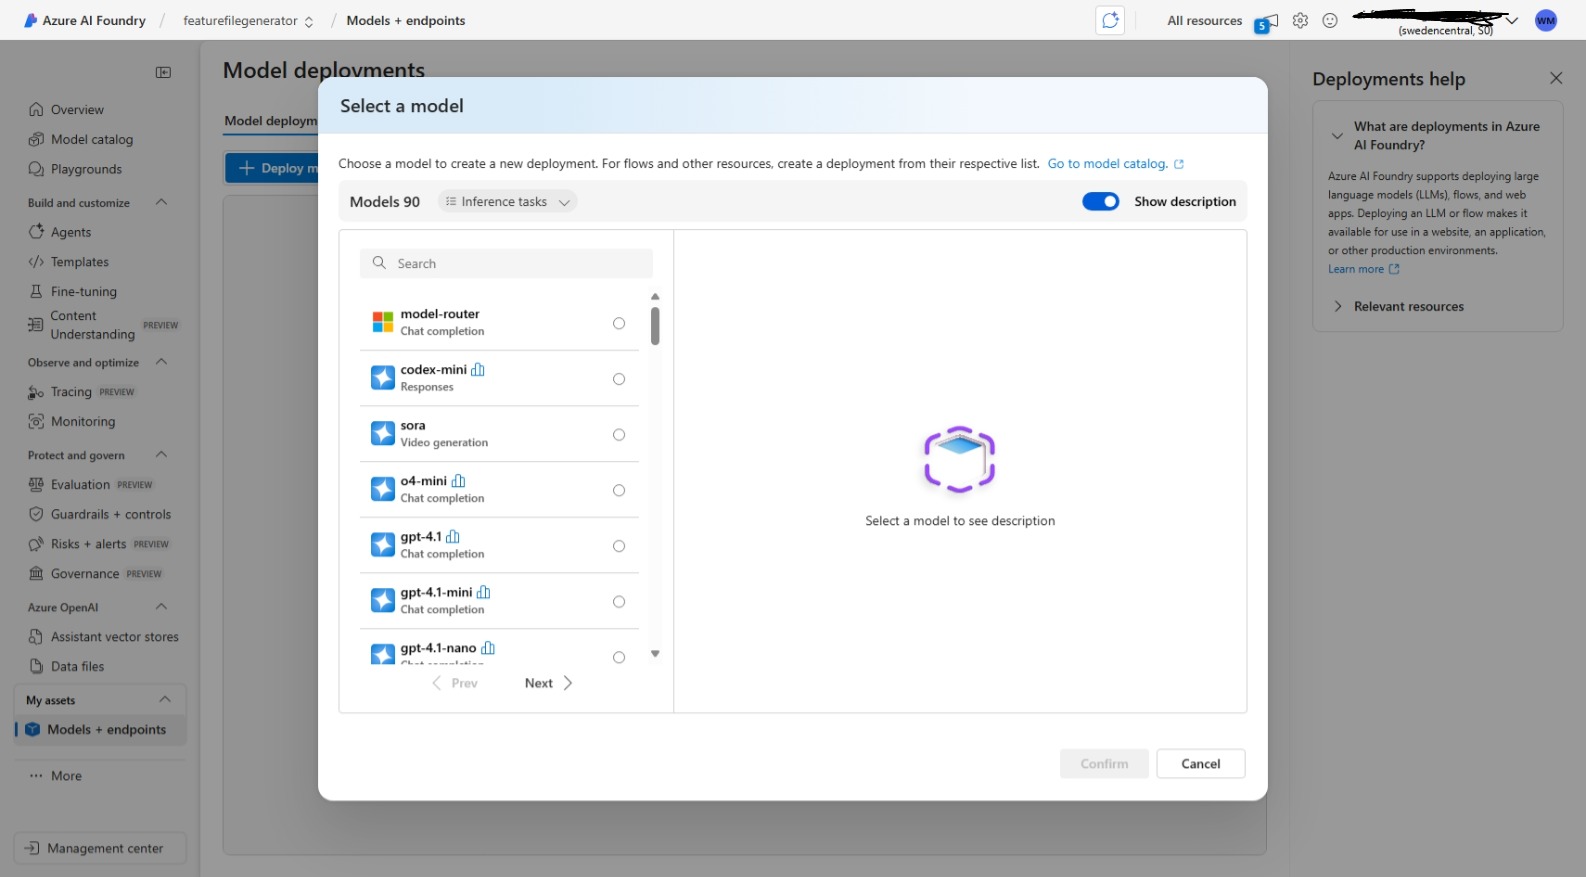 Azure AI Foundry / featurefilegenerator / Models + endpoints
All resources
5
(swedencentral, S0)
WM
Overview
Model catalog
Playgrounds
Build and customize
Agents
Templates
Fine-tuning
Content
Understanding PREVIEW
Observe and optimize
Tracing PREVIEW
Monitoring
Protect and govern
Evaluation PREVIEW
Guardrails + controls
Risks + alerts PREVIEW
Governance PREVIEW
Azure OpenAI
Assistant vector stores
Data files
My assets
Models + endpoints
More
Management center
Model deployments
Model deploym
Deploy m
Select a model
Choose a model to create a new deployment. For flows and other resources, create a deployment from their respective list. Go to model catalog.
Models 90 Inference tasks
Show description
Search
model-router
Chat completion
codex-mini
Responses
sora
Video generation
o4-mini
Chat completion
gpt-4.1
Chat completion
gpt-4.1-mini
Chat completion
gpt-4.1-nano
Chat completion
Prev Next
Select a model to see description
Confirm Cancel
Deployments help
What are deployments in Azure
AI Foundry?
Azure AI Foundry supports deploying large
language models (LLMs), flows, and web
apps. Deploying an LLM or flow makes it
available for use in a website, an application,
or other production environments.
Learn more
Relevant resources